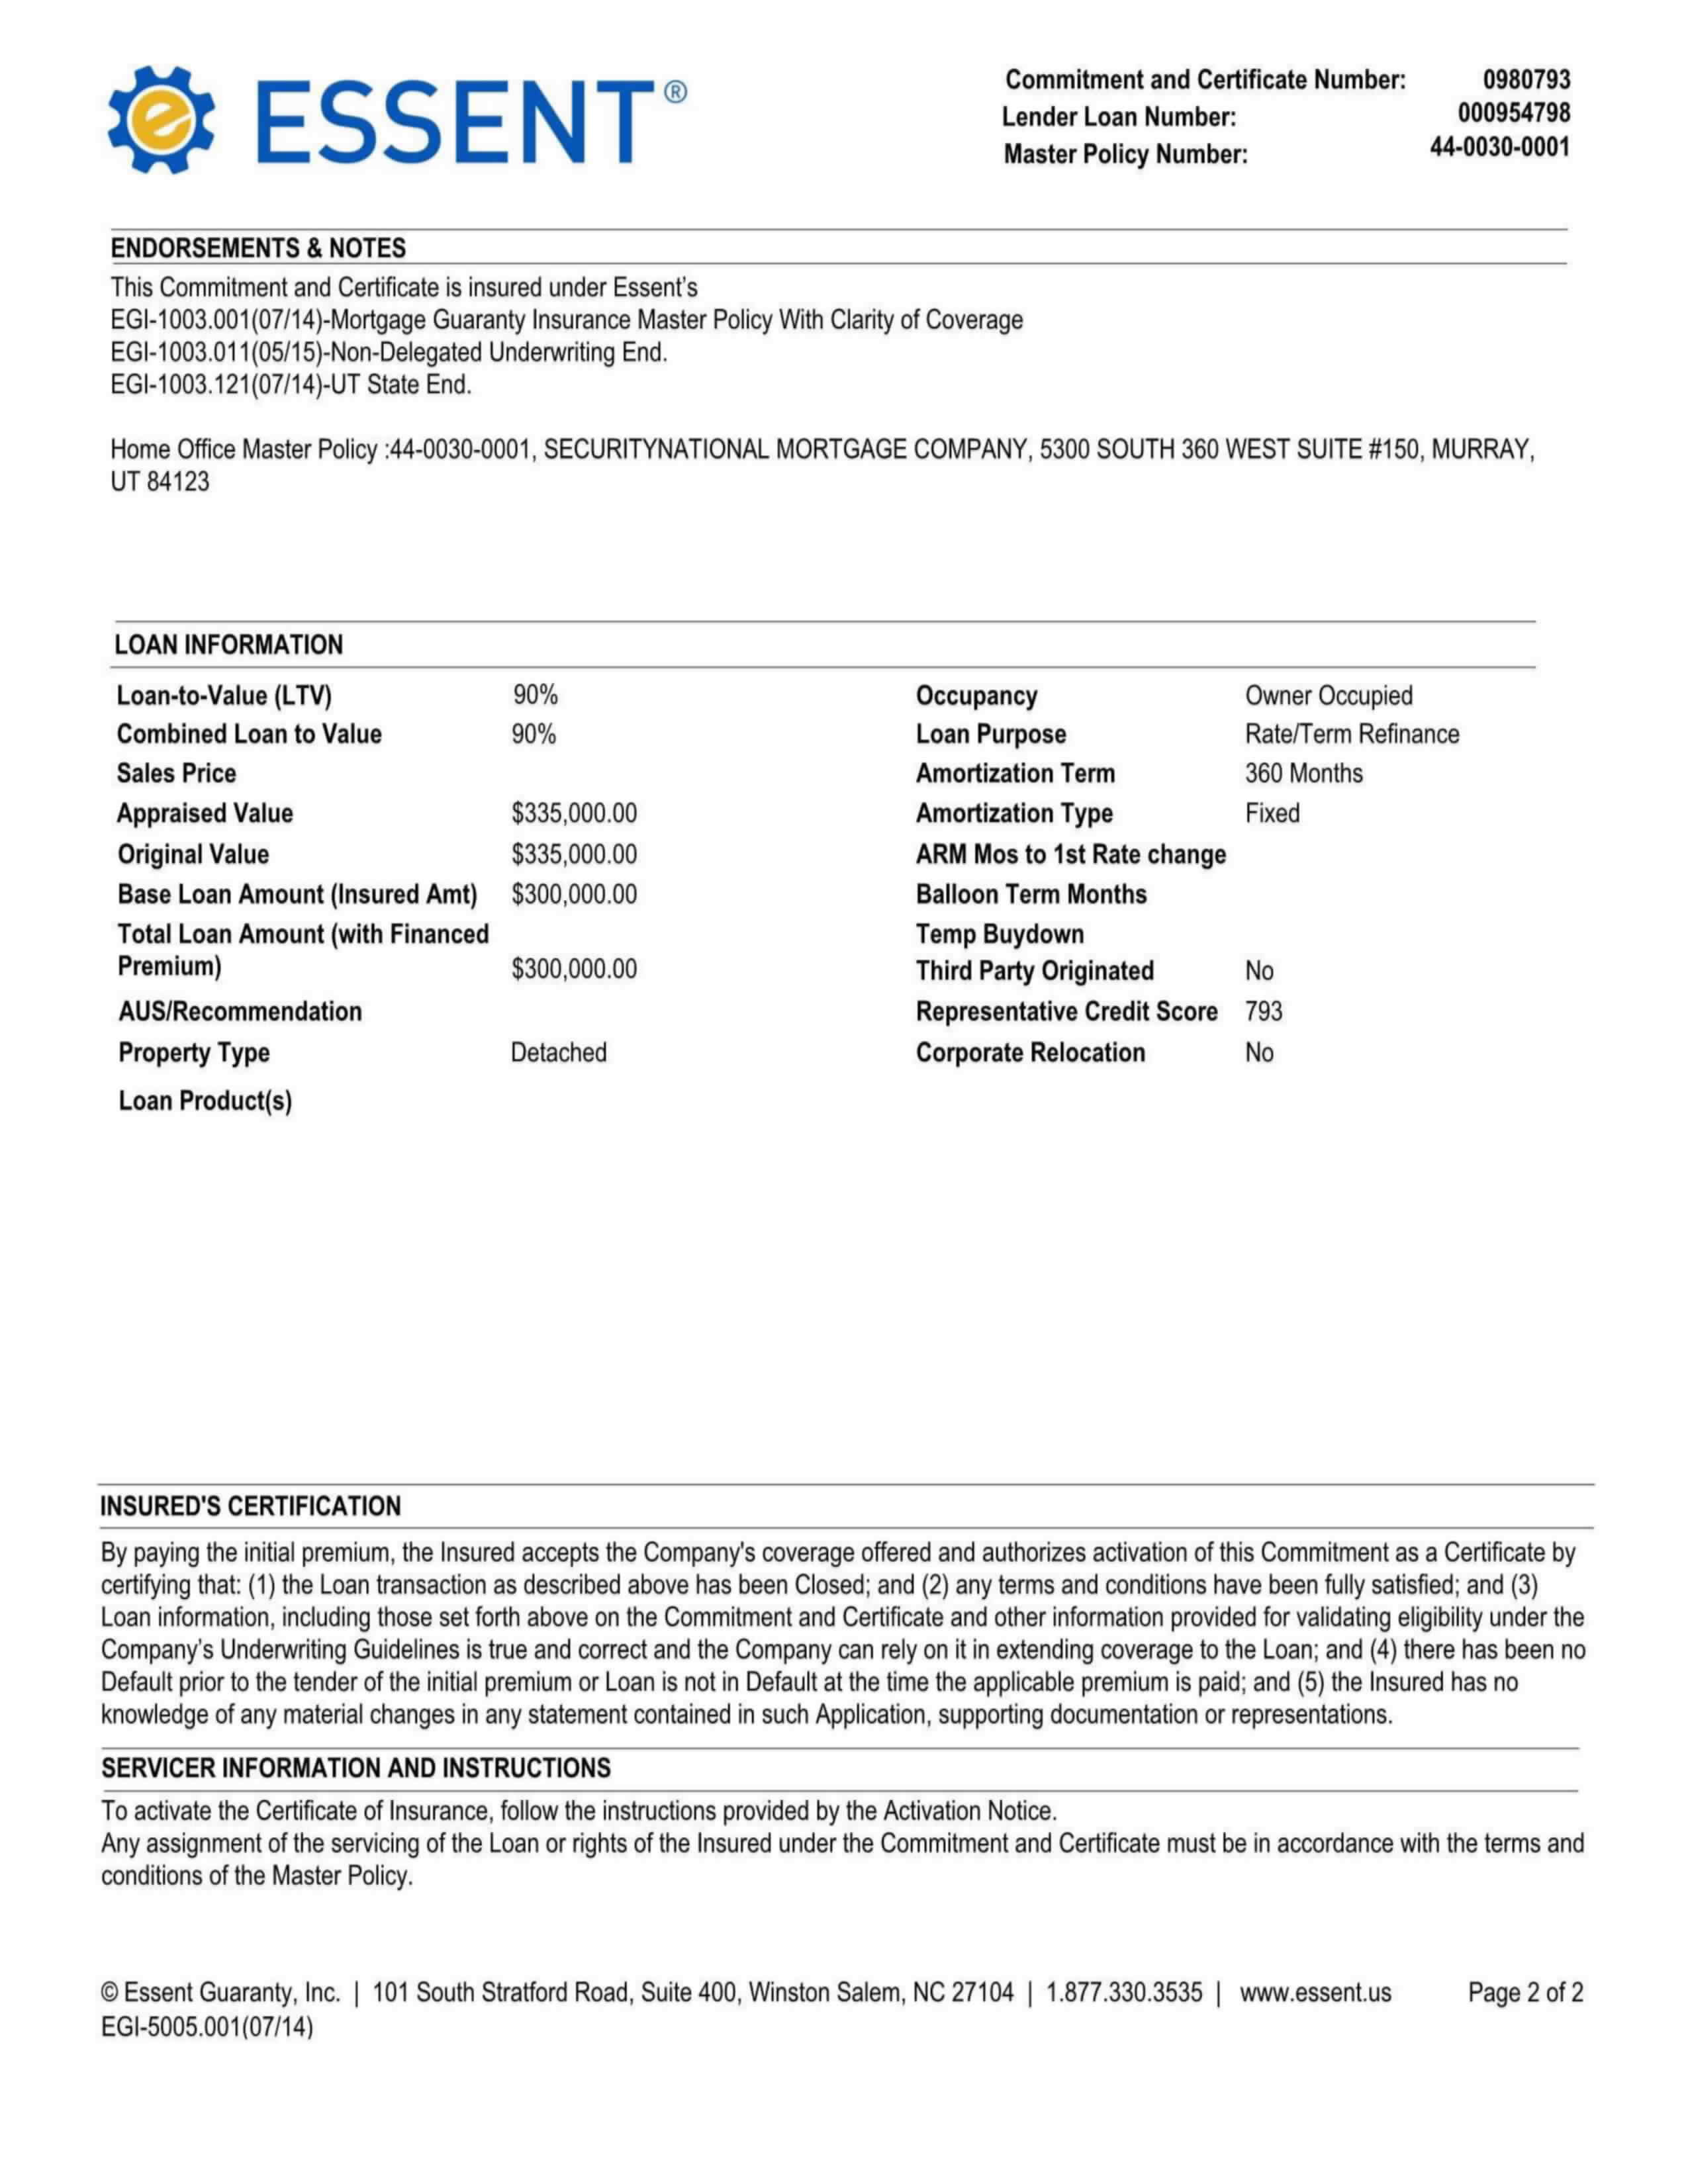 ESSENT®
Commitment and Certificate Number: 0980793
Lender Loan Number: 000954798
Master Policy Number: 44-0030-0001
ENDORSEMENTS & NOTES
This Commitment and Certificate is insured under Essent's
EGI-1003.001(07/14)-Mortgage Guaranty Insurance Master Policy With Clarity of Coverage
EGI-1003.011(05/15)-Non-Delegated Underwriting End.
EGI-1003.121(07/14)-UT State End.
Home Office Master Policy :44-0030-0001, SECURITYNATIONAL MORTGAGE COMPANY, 5300 SOUTH 360 WEST SUITE #150, MURRAY,
UT 84123
LOAN INFORMATION
Loan-to-Value (LTV) 90% Occupancy Owner Occupied
Combined Loan to Value 90% Loan Purpose Rate/Term Refinance
Sales Price Amortization Term 360 Months
Appraised Value $335,000.00 Amortization Type Fixed
Original Value $335,000.00 ARM Mos to 1st Rate change
Base Loan Amount (Insured Amt) $300,000.00 Balloon Term Months
Total Loan Amount (with Financed Temp Buydown
Premium) $300,000.00 Third Party Originated No
AUS/Recommendation Representative Credit Score 793
Property Type Detached Corporate Relocation No
Loan Product(s)
INSURED'S CERTIFICATION
By paying the initial premium, the Insured accepts the Company's coverage offered and authorizes activation of this Commitment as a Certificate by
certifying that: (1) the Loan transaction as described above has been Closed; and (2) any terms and conditions have been fully satisfied; and (3)
Loan information, including those set forth above on the Commitment and Certificate and other information provided for validating eligibility under the
Company's Underwriting Guidelines is true and correct and the Company can rely on it in extending coverage to the Loan; and (4) there has been no
Default prior to the tender of the initial premium or Loan is not in Default at the time the applicable premium is paid; and (5) the Insured has no
knowledge of any material changes in any statement contained in such Application, supporting documentation or representations.
SERVICER INFORMATION AND INSTRUCTIONS
To activate the Certificate of Insurance, follow the instructions provided by the Activation Notice.
Any assignment of the servicing of the Loan or rights of the Insured under the Commitment and Certificate must be in accordance with the terms and
conditions of the Master Policy.
© Essent Guaranty, Inc. | 101 South Stratford Road, Suite 400, Winston Salem, NC 27104 | 1.877.330.3535 | www.essent.us Page 2 of 2
EGI-5005.001(07/14)